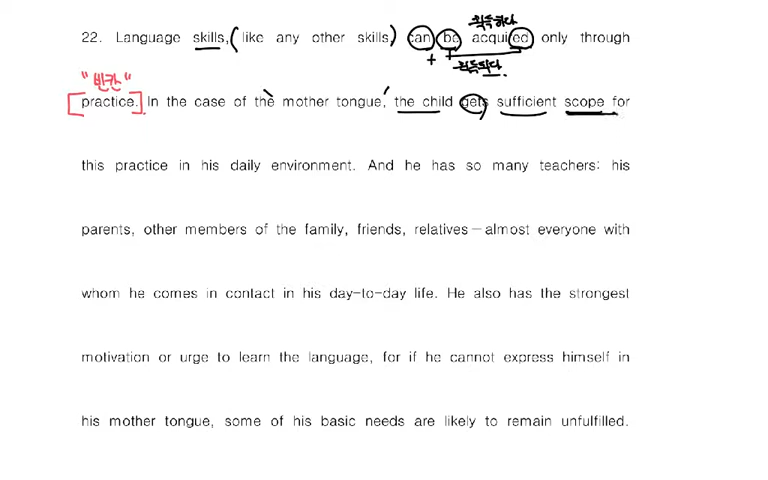 취득하다
22. Language skills, (like any other skills) can be acquired only through
+ 취득되다
"빈칸"
[practice.] In the case of the mother tongue, the child gets sufficient scope for
this practice in his daily environment. And he has so many teachers: his
parents, other members of the family, friends, relatives—almost everyone with
whom he comes in contact in his day-to-day life. He also has the strongest
motivation or urge to learn the language, for if he cannot express himself in
his mother tongue, some of his basic needs are likely to remain unfulfilled.